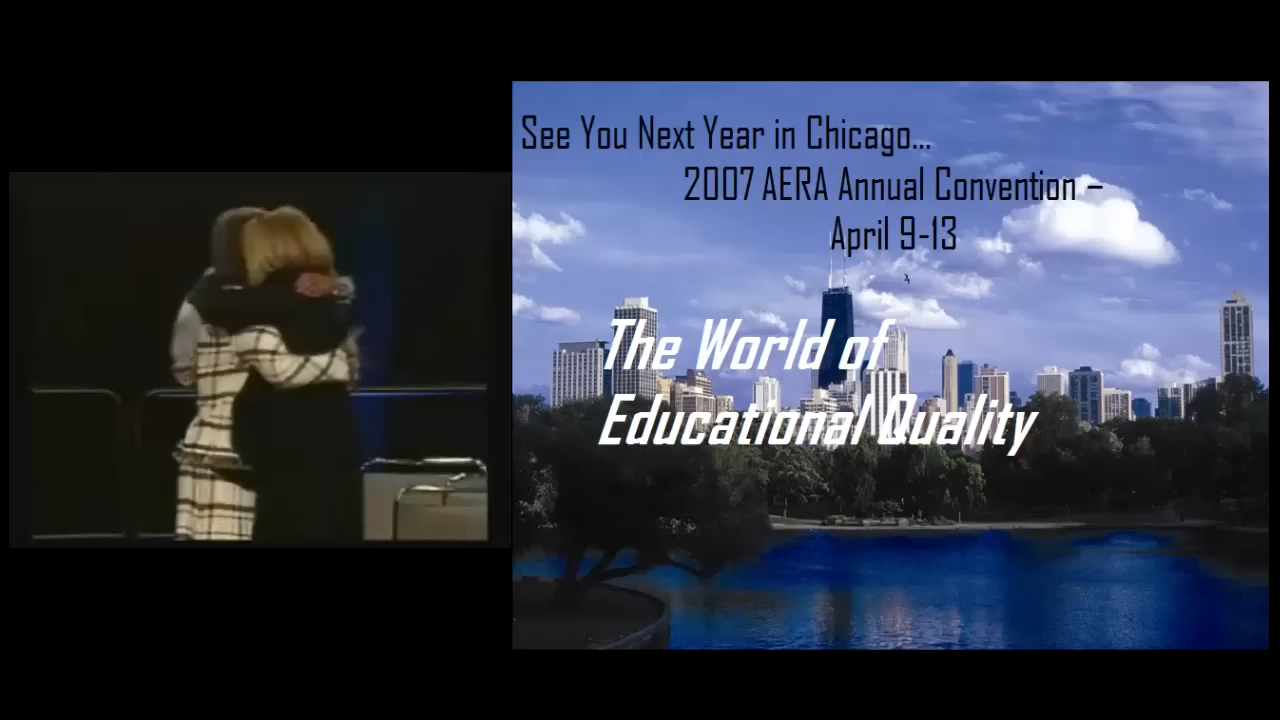 See You Next Year in Chicago...
2007 AERA Annual Convention –
April 9-13
The World of
Educational Quality